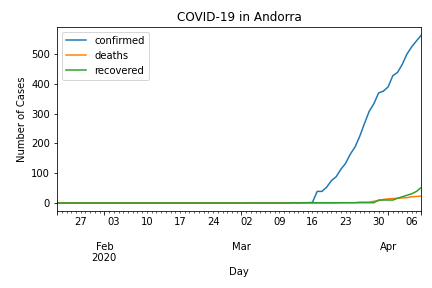 COVID-19 in Andorra
confirmed
deaths
recovered
Number of Cases
500
400
300
200
100
0
27 03 10 17 24 02 09 16 23 30 06
Feb Mar Apr
2020
Day